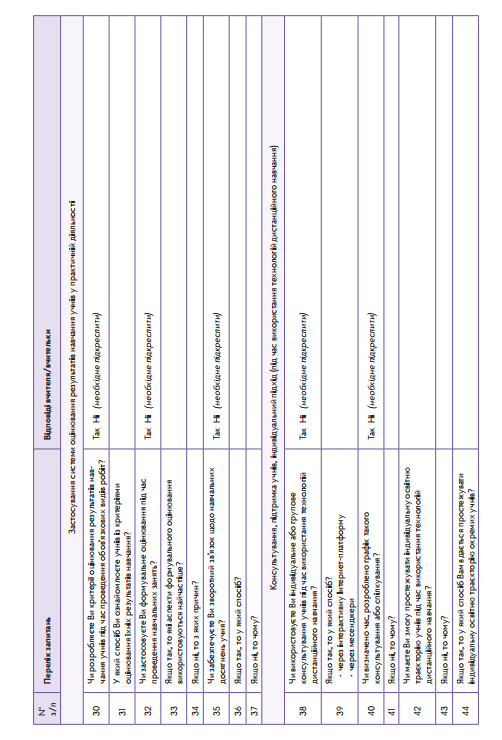 №
з/п
Перелік запитань
Відповіді вчителя/вчительки
Застосування системи оцінювання результатів навчання учнів у практичній діяльності
30
Чи розробляєте Ви критерії оцінювання результатів нав-
чання учнів під час проведення обов'язкових видів робіт?
Так Ні (необхідне підкреслити)
31
У який спосіб Ви ознайомлюєте учнів із критеріями
оцінювання їхніх результатів навчання?
32
Чи застосовуєте Ви формувальне оцінювання під час
проведення навчальних занять?
Так Ні (необхідне підкреслити)
33
Якщо так, то які аспекти формувального оцінювання
використовуються найчастіше?
34
Якщо ні, то з яких причин?
35
Чи забезпечуєте Ви зворотний зв'язок щодо навчальних
досягнень учня?
Так Ні (необхідне підкреслити)
36
Якщо так, то у який спосіб?
37
Якщо ні, то чому?
Консультування, підтримка учнів, індивідуальний підхід (під час використання технологій дистанційного навчання)
38
Чи використовуєте Ви індивідуальне або групове
консультування учнів під час використання технологій
дистанційного навчання?
Так Ні (необхідне підкреслити)
39
Якщо так, то у який спосіб?
- через інтерактивну інтернет-платформу
- через месенджери
40
Чи визначено час, розроблено графік такого
консультування або спілкування?
Так Ні (необхідне підкреслити)
41
Якщо ні, то чому?
42
Чи маєте Ви змогу простежувати індивідуальну освітню
траєкторію учнів під час використання технологій
дистанційного навчання?
43
Якщо ні, то чому?
44
Якщо так, то у який спосіб Вам вдається простежувати
індивідуальну освітню траєкторію окремих учнів?